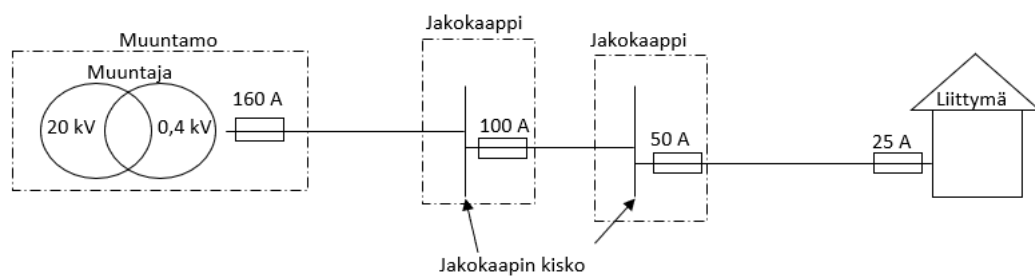 Muuntamo
Muuntaja
20 kV
0,4 kV
160 A
Jakokaappi
100 A
Jakokaappi
50 A
25 A
Liittymä
Jakokaapin kisko